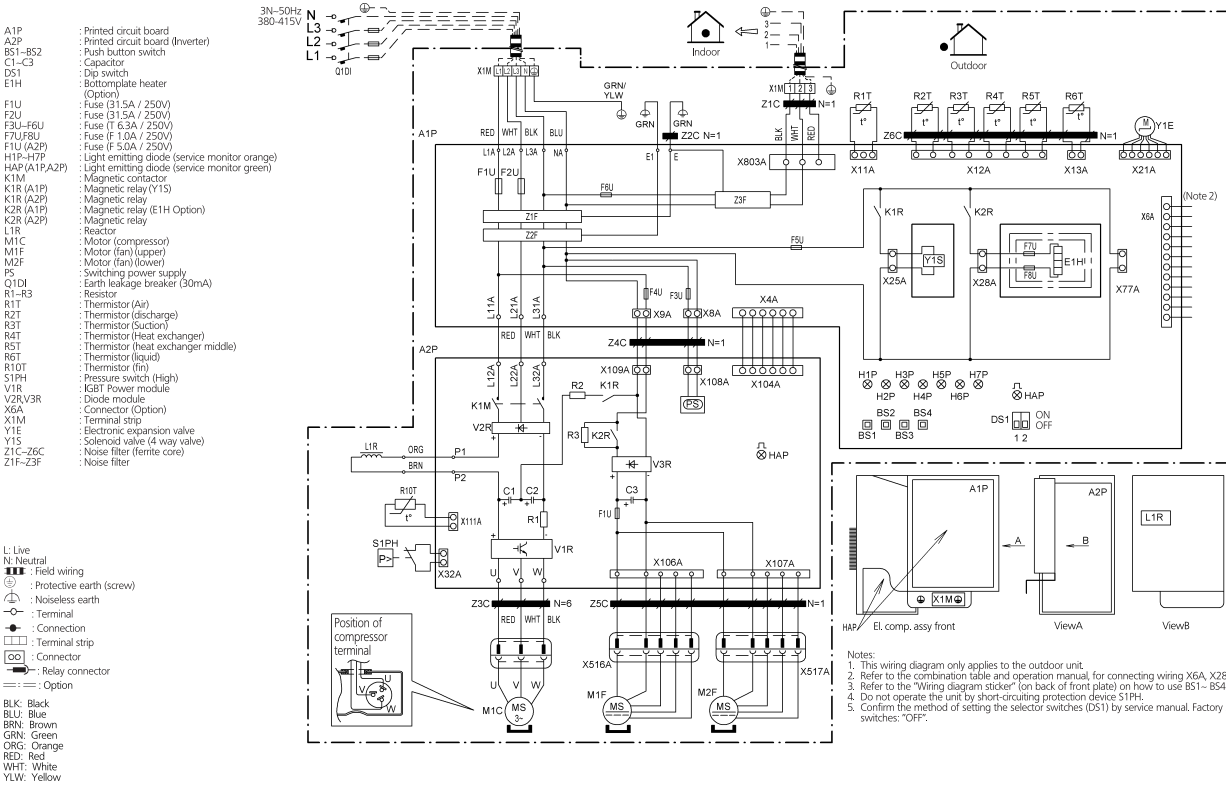 A1P : Printed circuit board
A2P : Printed circuit board (Inverter)
BS1~BS2 : Push button switch
C1~C3 : Capacitor
DS1 : Dip switch
E1H : Bottomplate heater
(Option)
F1U : Fuse (31.5A / 250V)
F2U : Fuse (31.5A / 250V)
F3U~F6U : Fuse (T 6.3A / 250V)
F7U,F8U : Fuse (F 1.0A / 250V)
F1U (A2P) : Fuse (F 5.0A / 250V)
H1P~H7P : Light emitting diode (service monitor orange)
HAP (A1P,A2P) : Light emitting diode (service monitor green)
K1M : Magnetic contactor
K1R (A1P) : Magnetic relay (Y1S)
K1R (A2P) : Magnetic relay
K2R (A1P) : Magnetic relay (E1H Option)
K2R (A2P) : Magnetic relay
L1R : Reactor
M1C : Motor (compressor)
M1F : Motor (fan) (upper)
M2F : Motor (fan) (lower)
PS : Switching power supply
Q1DI : Earth leakage breaker (30mA)
R1~R3 : Resistor
R1T : Thermistor (Air)
R2T : Thermistor (discharge)
R3T : Thermistor (Suction)
R4T : Thermistor (Heat exchanger)
R5T : Thermistor (heat exchanger middle)
R6T : Thermistor (liquid)
R10T : Thermistor (fin)
S1PH : Pressure switch (High)
V1R : IGBT Power module
V2R,V3R : Diode module
X6A : Connector (Option)
X1M : Terminal strip
Y1E : Electronic expansion valve
Y1S : Solenoid valve (4 way valve)
Z1C~Z6C : Noise filter (ferrite core)
Z1F~Z3F : Noise filter
L: Live
N: Neutral
: Field wiring
: Protective earth (screw)
: Noiseless earth
: Terminal
: Connection
: Terminal strip
: Connector
: Relay connector
: Option
BLK: Black
BLU: Blue
BRN: Brown
GRN: Green
ORG: Orange
RED: Red
WHT: White
YLW: Yellow
3N~50Hz
380-415V
N
L3
L2
L1
Q1DI
X1M L1 L2 L3 N
GRN/
YLW
GRN
GRN
Z2C N=1
Indoor
3
2
1
Outdoor
X1M 1 2 3
Z1C N=1
BLK WHT RED
R1T R2T R3T R4T R5T R6T
t° t° t° t° t° t°
Z6C N=1
M Y1E
A1P
RED WHT BLK BLU
L1A L2A L3A NA
E1 E
X803A
X11A X12A X13A X21A
F1U F2U
F6U
Z3F
Z1F
Z2F
F5U
K1R K2R
X6A
(Note 2)
Y1S
F7U
E1H
F8U
X25A X28A X77A
L11A L21A L31A
F4U F3U
X9A X8A
X4A
RED WHT BLK
Z4C N=1
A2P
L12A L22A L32A
X109A X108A X104A
PS
H1P H3P H5P H7P
H2P H4P H6P
HAP
BS2 BS4
BS1 BS3
DS1 ON
OFF
1 2
K1M
R2 K1R
V2R
+ -
R3 K2R
V3R
+ -
HAP
L1R
ORG P1
BRN P2
R10T
t°
X111A
C1 C2
+ +
R1
C3
+
F1U
S1PH
P>
X32A
+ -
V1R
U V W
X106A X107A
Z3C N=6
Z5C N=1
RED WHT BLK
X516A X517A
Position of
compressor
terminal
U
V
W
U V W
M1C MS
3~
M1F MS
M2F MS
A1P
A
A2P
B
L1R
X1M
HAP El. comp. assy front
ViewA
ViewB
Notes:
1. This wiring diagram only applies to the outdoor unit.
2. Refer to the combination table and operation manual, for connecting wiring X6A, X28
3. Refer to the "Wiring diagram sticker" (on back of front plate) on how to use BS1~ BS4
4. Do not operate the unit by short-circuiting protection device S1PH.
5. Confirm the method of setting the selector switches (DS1) by service manual. Factory
switches: "OFF".